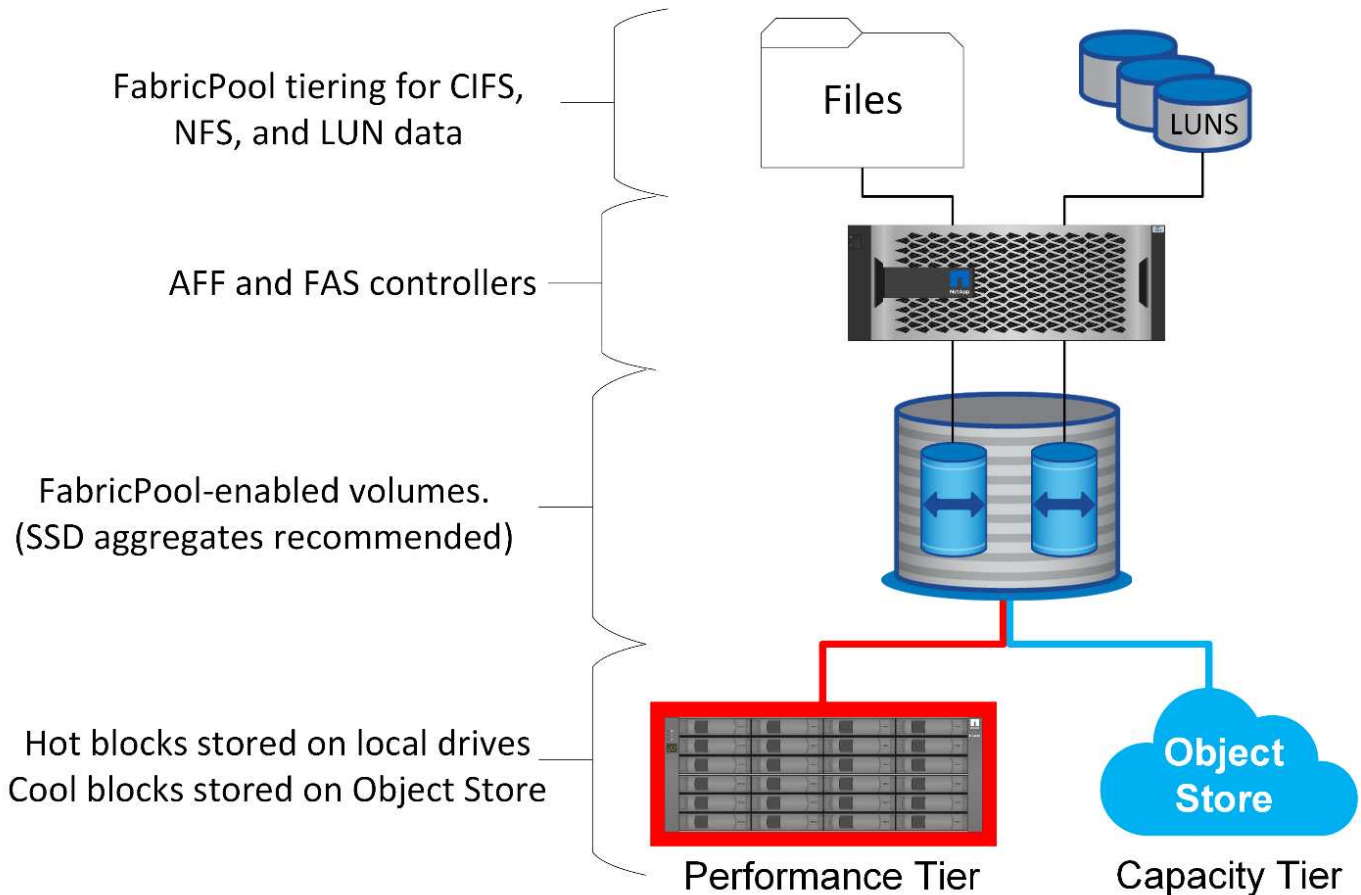 FabricPool tiering for CIFS,
NFS, and LUN data
Files
LUNS
AFF and FAS controllers
NetApp
FabricPool-enabled volumes.
(SSD aggregates recommended)
Hot blocks stored on local drives
Cool blocks stored on Object Store
Object
Store
Performance Tier
Capacity Tier